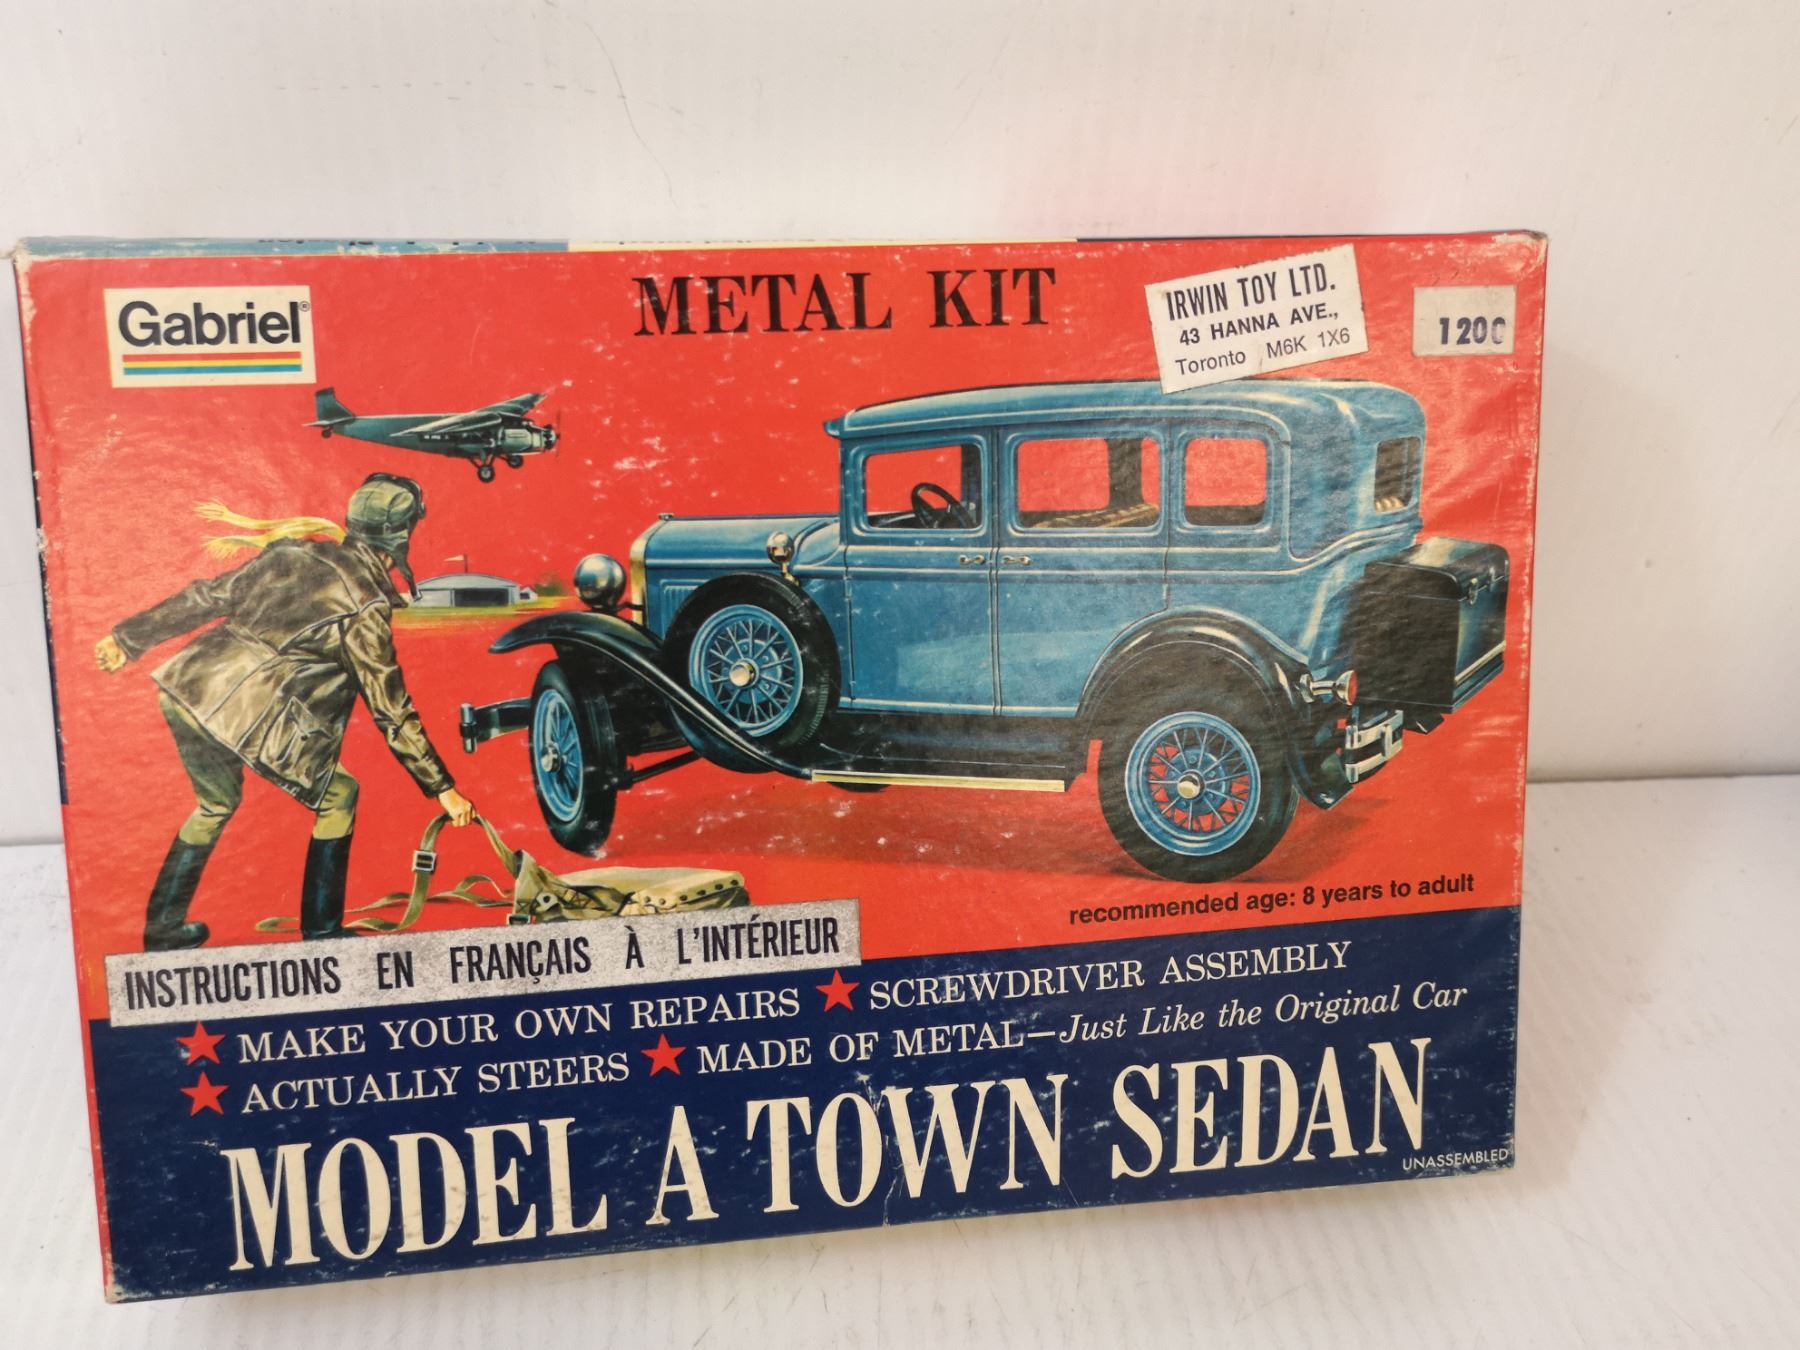 Gabriel®
METAL KIT
IRWIN TOY LTD.
43 HANNA AVE.,
Toronto M6K 1X6
1200
recommended age: 8 years to adult
INSTRUCTIONS EN FRANÇAIS À L'INTÉRIEUR
★ MAKE YOUR OWN REPAIRS ★ SCREWDRIVER ASSEMBLY
★ ACTUALLY STEERS ★ MADE OF METAL—Just Like the Original Car
MODEL A TOWN SEDAN
UNASSEMBLED